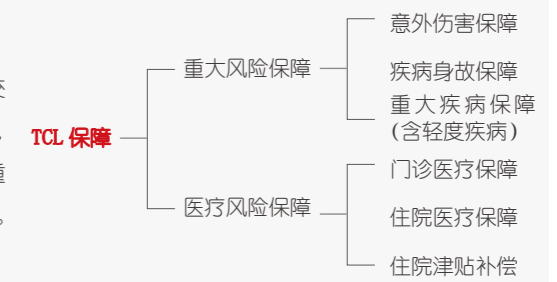 意外伤害保障
重大风险保障
疾病身故保障
重大疾病保障
(含轻度疾病)
TCL 保障
门诊医疗保障
医疗风险保障
住院医疗保障
住院津贴补偿